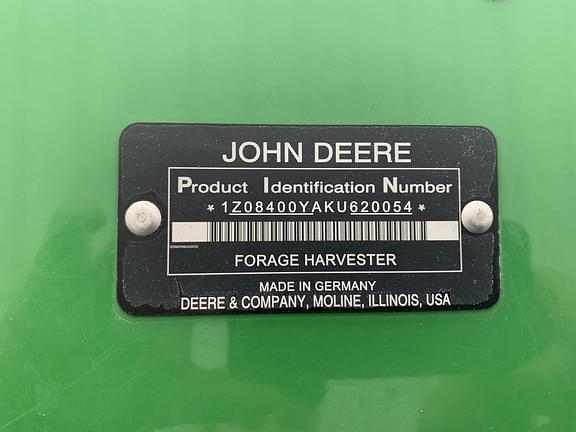 JOHN DEERE
Product Identification Number
*1Z08400YAKU620054*
FORAGE HARVESTER
MADE IN GERMANY
DEERE & COMPANY, MOLINE, ILLINOIS, USA